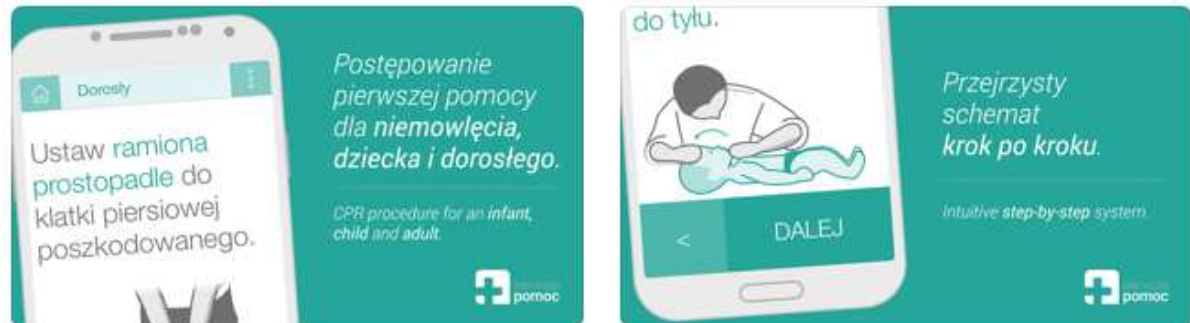 Dorosły
Ustaw ramiona
prostopadle do
klatki piersiowej
poszkodowanego.
Postępowanie
pierwszej pomocy
dla niemowlęcia,
dziecka i dorosłego.
CPR procedure for an infant,
child and adult.
pomoc
do tyłu.
<
DALEJ
Przejrzysty
schemat
krok po kroku.
Intuitive step-by-step system.
pomoc